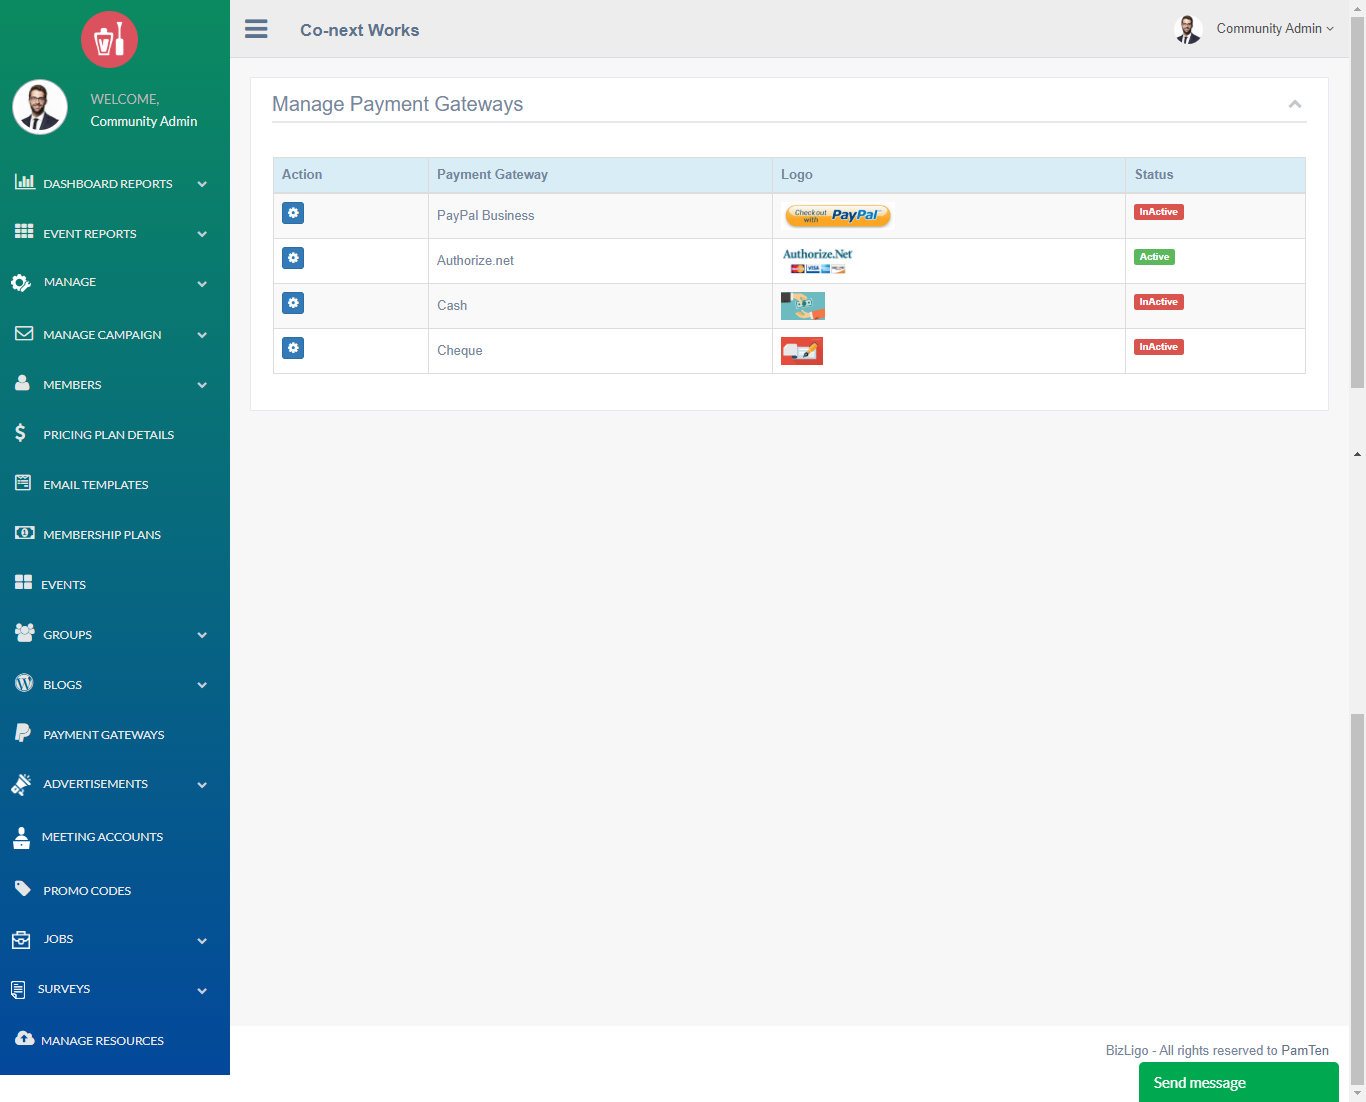 Co-next Works
Community Admin
WELCOME,
Community Admin
DASHBOARD REPORTS
EVENT REPORTS
MANAGE
MANAGE CAMPAIGN
MEMBERS
PRICING PLAN DETAILS
EMAIL TEMPLATES
MEMBERSHIP PLANS
EVENTS
GROUPS
BLOGS
PAYMENT GATEWAYS
ADVERTISEMENTS
MEETING ACCOUNTS
PROMO CODES
JOBS
SURVEYS
MANAGE RESOURCES
Manage Payment Gateways
Action Payment Gateway Logo Status
PayPal Business Checkout with PayPal InActive
Authorize.net Authorize.Net VISA Active
Cash InActive
Cheque InActive
BizLigo - All rights reserved to PamTen
Send message